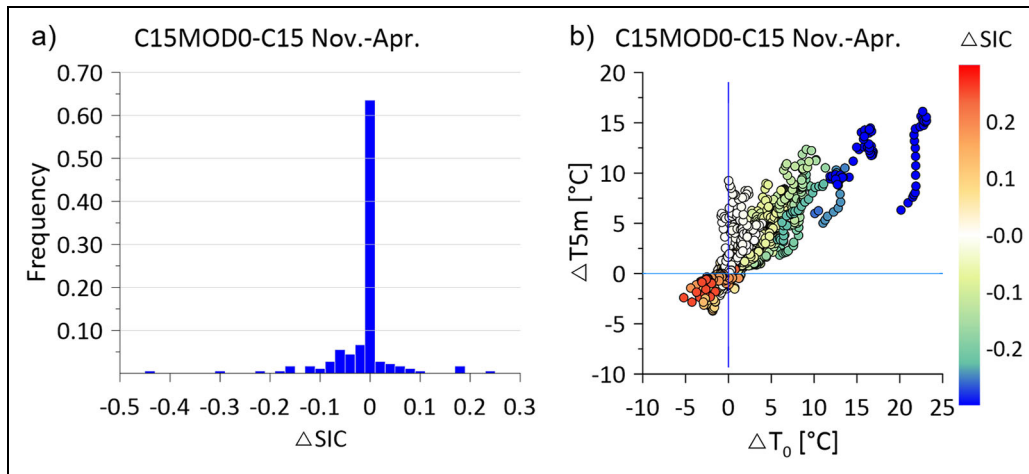 a) C15MOD0-C15 Nov.-Apr.
0.70
0.60
0.50
0.40
0.30
0.20
0.10
Frequency
-0.5 -0.4 -0.3 -0.2 -0.1 0 0.1 0.2 0.3
△SIC
b) C15MOD0-C15 Nov.-Apr.
△SIC
20
15
10
5
0
-5
-10
△T5m [°C]
-10 -5 0 5 10 15 20 25
△T₀ [°C]
0.2
0.1
-0.0
-0.1
-0.2